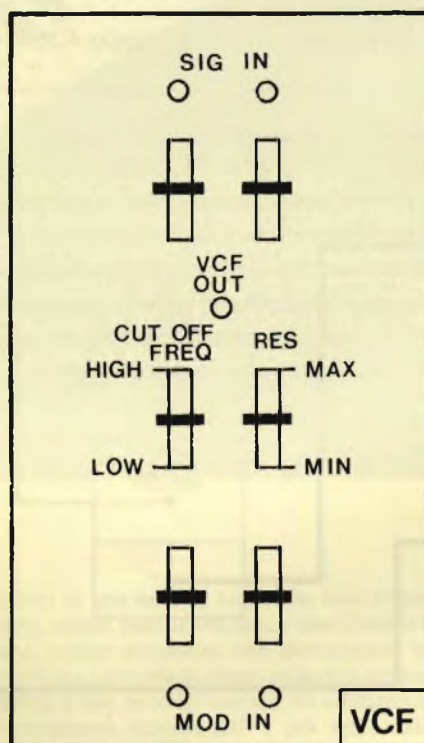 SIG IN
VCF
OUT
CUT OFF
FREQ
RES
HIGH
MAX
LOW
MIN
MOD IN
VCF